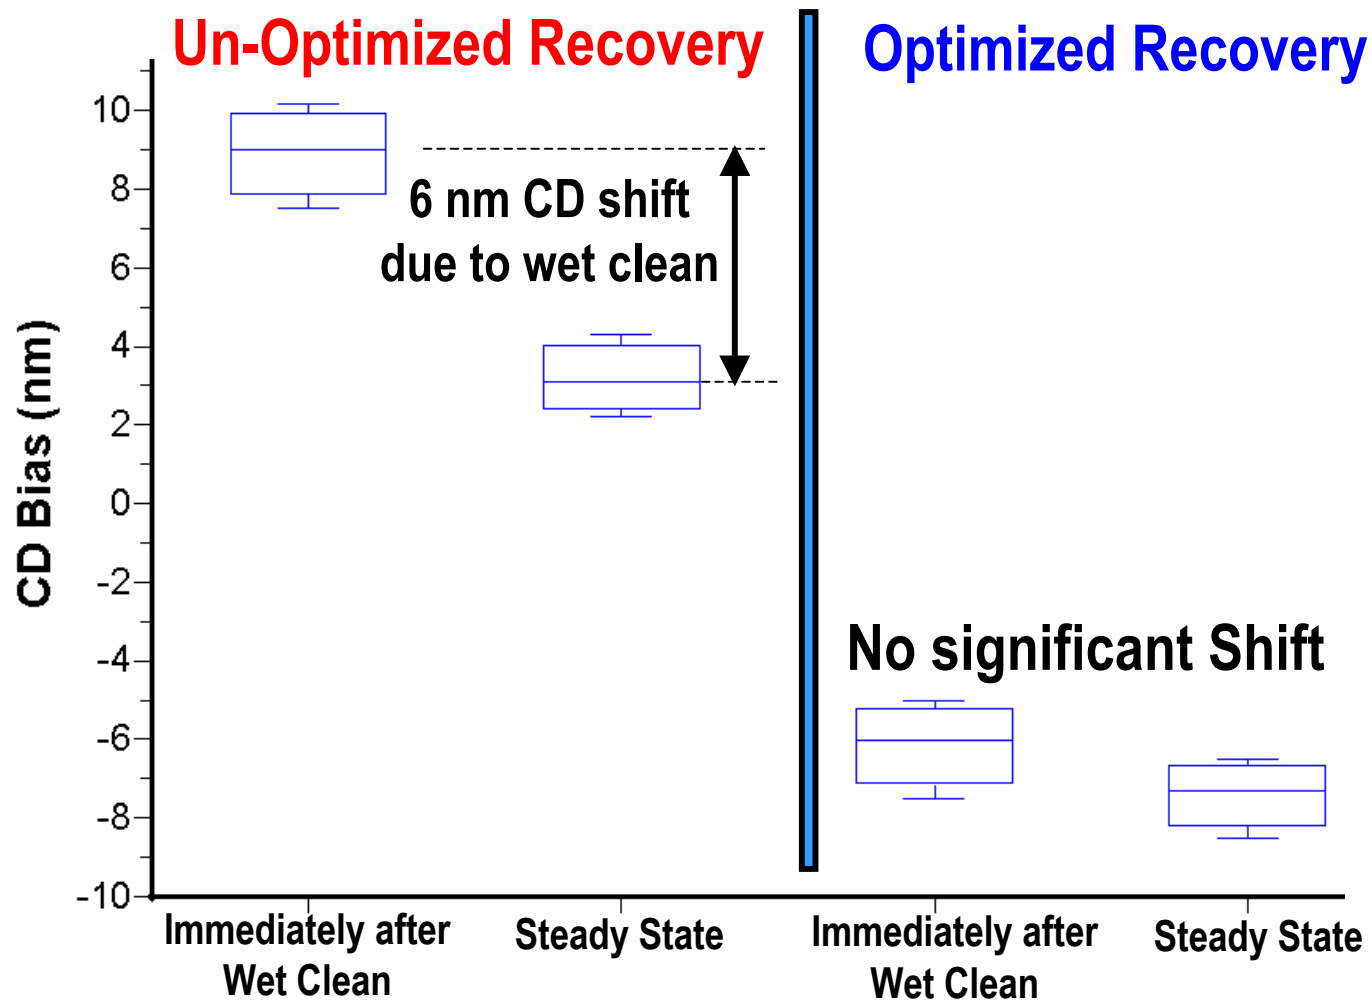 Un-Optimized Recovery
Optimized Recovery
10
8
6
4
2
0
-2
-4
-6
-8
-10
CD Bias (nm)
6 nm CD shift
due to wet clean
No significant Shift
Immediately after
Wet Clean
Steady State
Immediately after
Wet Clean
Steady State